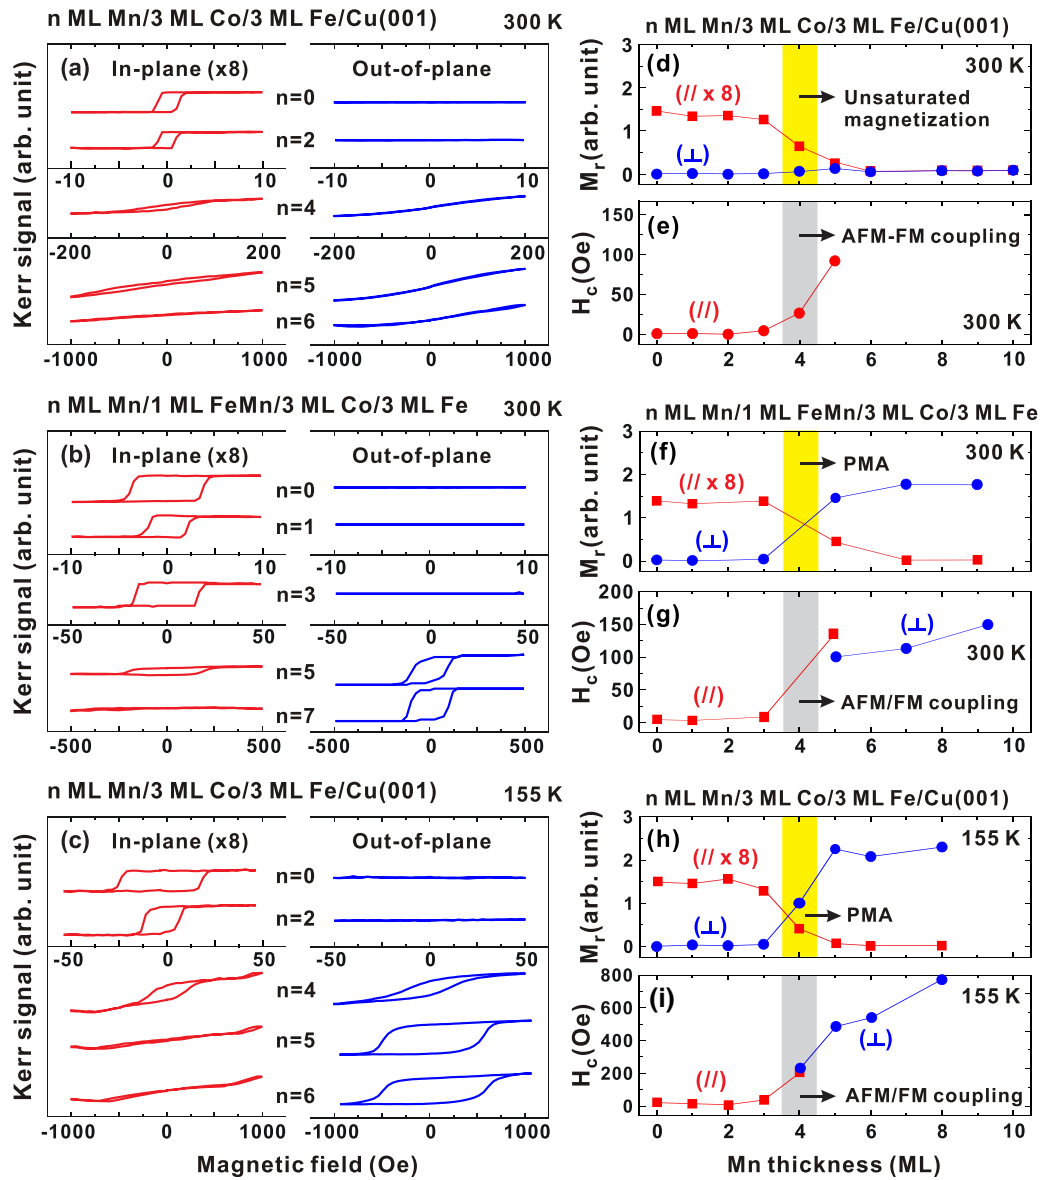 n ML Mn/3 ML Co/3 ML Fe/Cu(001) 300 K
Kerr signal (arb. unit)
(a) In-plane (x8) Out-of-plane
n=0
n=2
-10 0 10 -10 0 10
n=4
-200 0 200 -200 0 200
n=5
n=6
-1000 0 1000 -1000 0 1000
n ML Mn/1 ML FeMn/3 ML Co/3 ML Fe 300 K
Kerr signal (arb. unit)
(b) In-plane (x8) Out-of-plane
n=0
n=1
-10 0 10 -10 0 10
n=3
-50 0 50 -50 0 50
n=5
n=7
-500 0 500 -500 0 500
n ML Mn/3 ML Co/3 ML Fe/Cu(001) 155 K
Kerr signal (arb. unit)
(c) In-plane (x8) Out-of-plane
n=0
n=2
-50 0 50 -50 0 50
n=4
n=5
n=6
-1000 0 1000 -1000 0 1000
Magnetic field (Oe)
n ML Mn/3 ML Co/3 ML Fe/Cu(001)
Mr(arb. unit)
3
2
1
0
(d) 300 K
(// x 8)
Unsaturated
magnetization
(⊥)
Hc(Oe)
150
100
50
0
(e)
AFM-FM coupling
(//)
300 K
0 2 4 6 8 10
n ML Mn/1 ML FeMn/3 ML Co/3 ML Fe
Mr(arb. unit)
3
2
1
0
(f) 300 K
PMA
(// x 8)
(⊥)
Hc(Oe)
200
150
100
50
0
(g)
(⊥)
300 K
(//)
AFM/FM coupling
0 2 4 6 8 10
n ML Mn/3 ML Co/3 ML Fe/Cu(001)
Mr(arb. unit)
3
2
1
0
(h) 155 K
(// x 8)
PMA
(⊥)
Hc(Oe)
800
600
400
200
0
(i) 155 K
(⊥)
(//)
AFM/FM coupling
0 2 4 6 8 10
Mn thickness (ML)